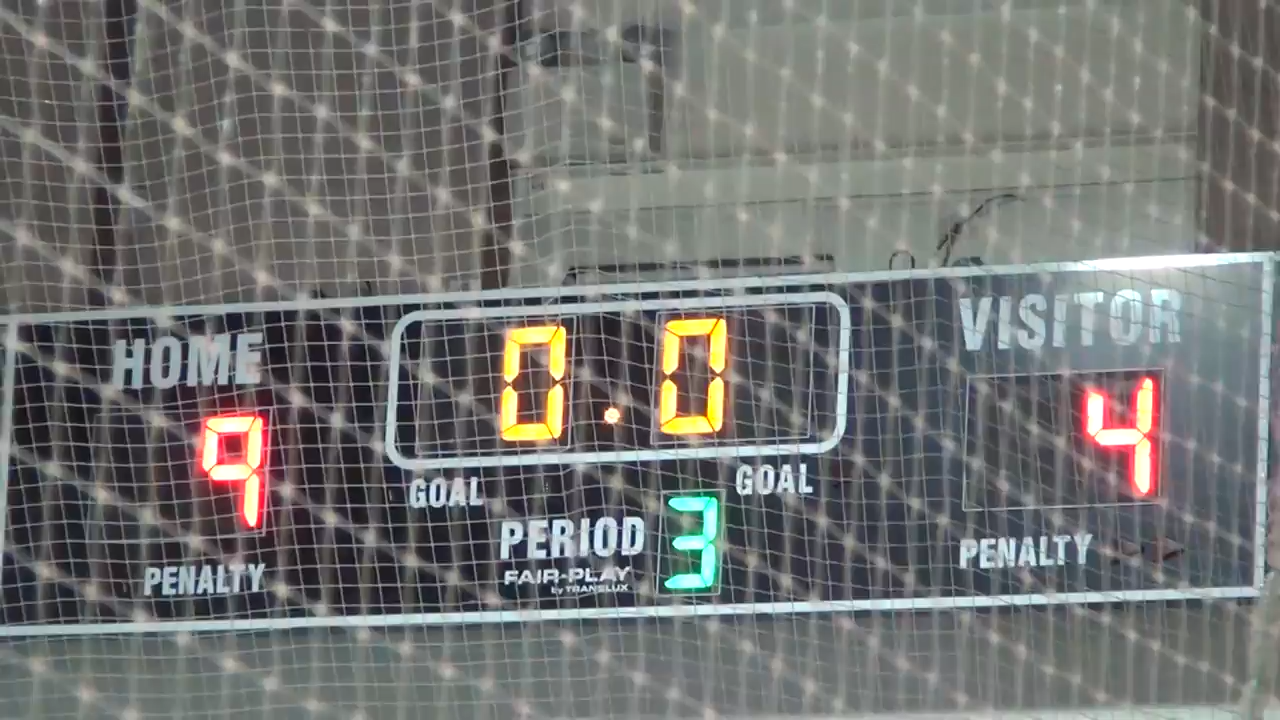 HOME
0.0
VISITOR
9
4
GOAL
GOAL
PERIOD 3
PENALTY
PENALTY
FAIR-PLAY
by TRANS-LUX